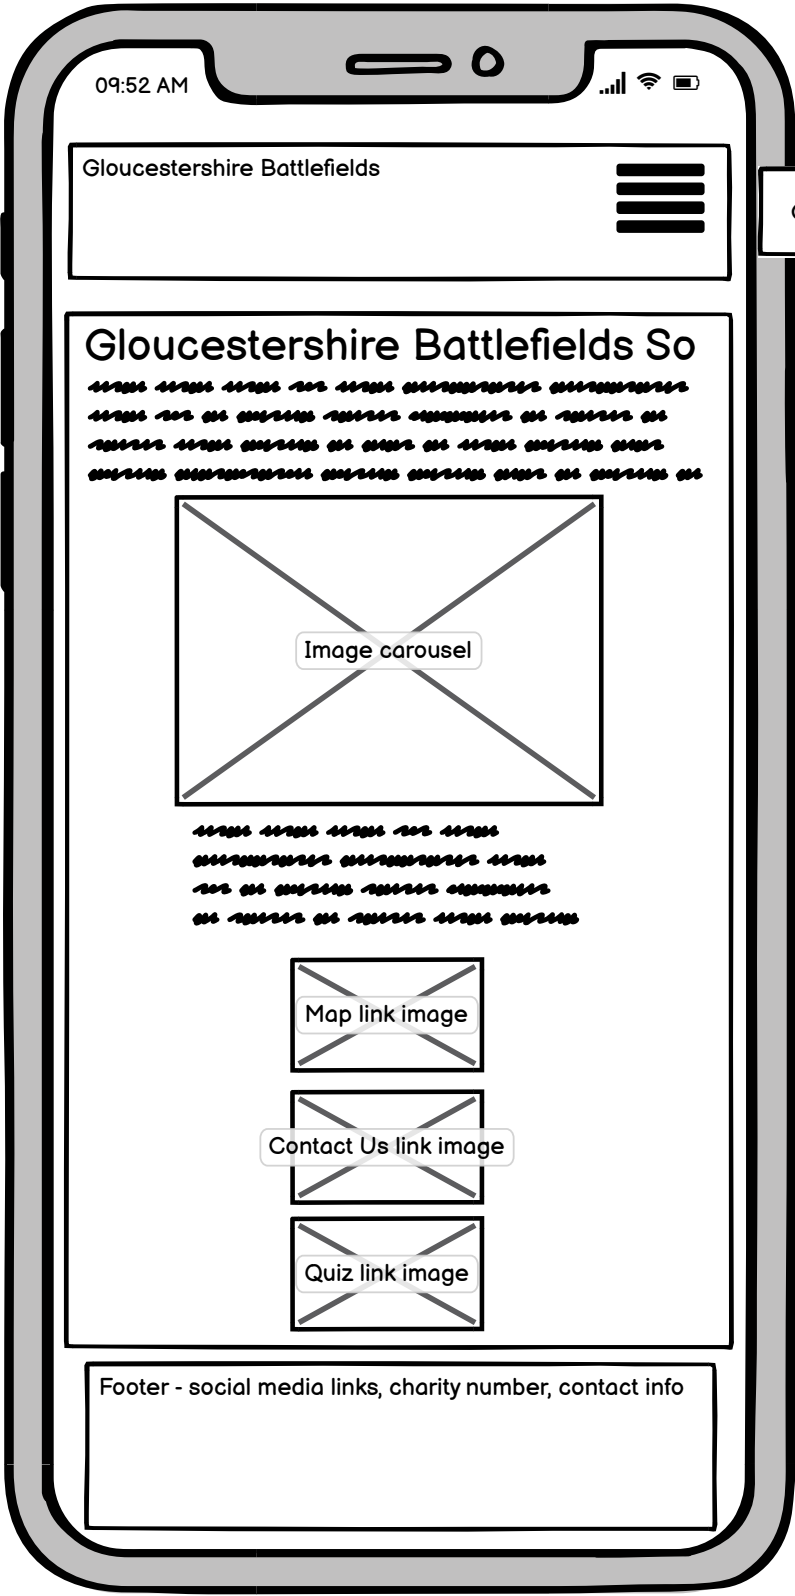 09:52 AM
Gloucestershire Battlefields
Gloucestershire Battlefields So
Image carousel
Map link image
Contact Us link image
Quiz link image
Footer - social media links, charity number, contact info